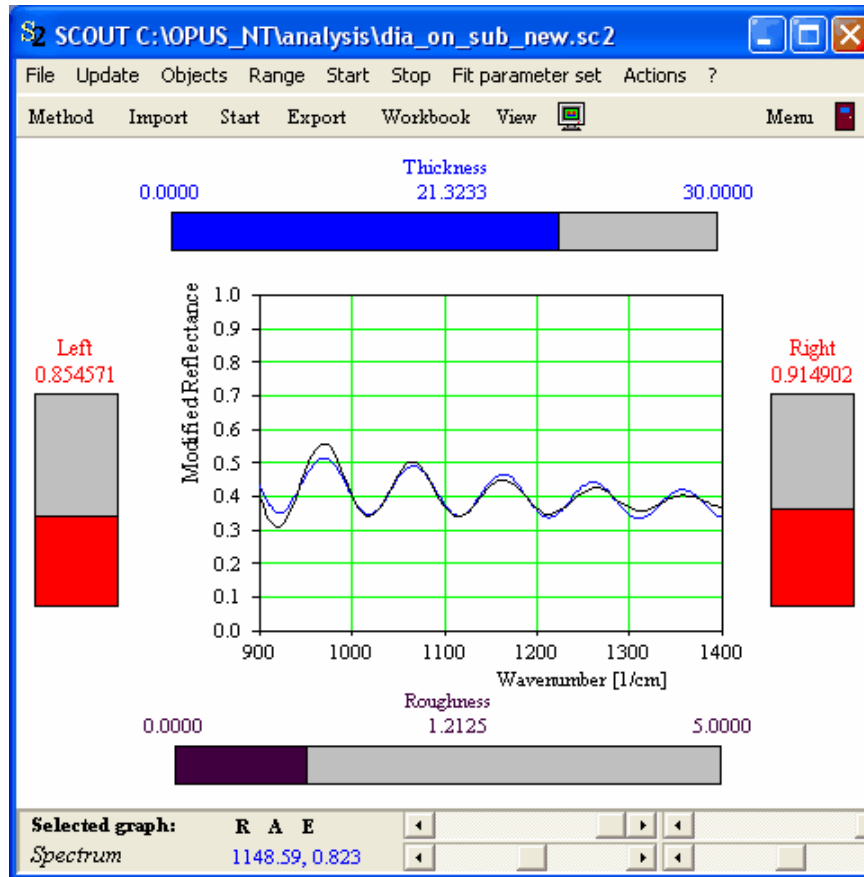 S2 SCOUT C:\OPUS_NT\analysis\dia_on_sub_new.sc2
File Update Objects Range Start Stop Fit parameter set Actions ?
Method Import Start Export Workbook View Menu
Thickness
0.0000 21.3233 30.0000
Modified Reflectance
1.0
0.9
0.8
0.7
0.6
0.5
0.4
0.3
0.2
0.1
0.0
Left
0.854571
Right
0.914902
900 1000 1100 1200 1300 1400
Wavenumber [1/cm]
Roughness
0.0000 1.2125 5.0000
Selected graph: R A E
Spectrum 1148.59, 0.823